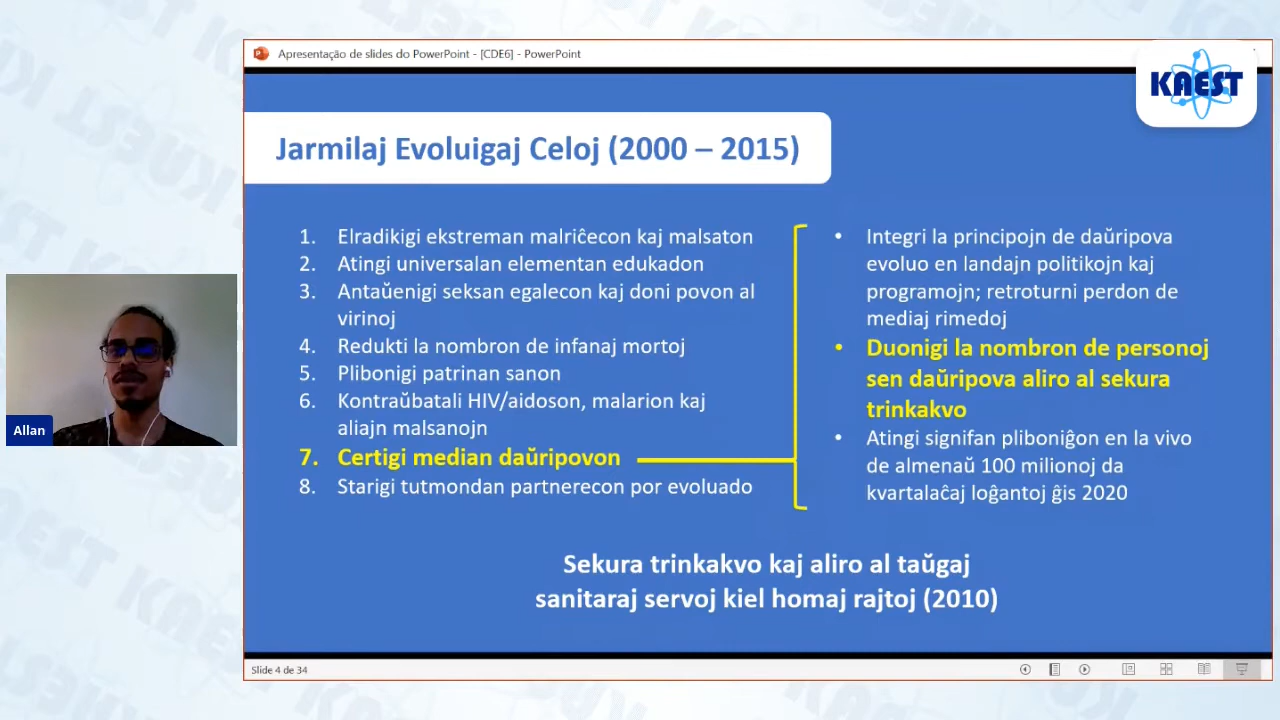 Apresentação de slides do PowerPoint - [CDE6] - PowerPoint
KAEST
Jarmilaj Evoluigaj Celoj (2000 – 2015)
1. Elradikigi ekstreman malriĉecon kaj malsaton
2. Atingi universalan elementan edukadon
3. Antaŭenigi seksan egalecon kaj doni povon al
virinoj
4. Redukti la nombron de infanaj mortoj
5. Plibonigi patrinan sanon
6. Kontraŭbatali HIV/aidoson, malarion kaj
aliajn malsanojn
7. Certigi median daŭripovon
8. Starigi tutmondan partnerecon por evoluado
• Integri la principojn de daŭripova
evoluo en landajn politikojn kaj
programojn; retroturni perdon de
mediaj rimedoj
• Duonigi la nombron de personoj
sen daŭripova aliro al sekura
trinkakvo
• Atingi signifan pliboniĝon en la vivo
de almenaŭ 100 milionoj da
kvartalaĉaj loĝantoj ĝis 2020
Sekura trinkakvo kaj aliro al taŭgaj
sanitaraj servoj kiel homaj rajtoj (2010)
Allan
Slide 4 de 34